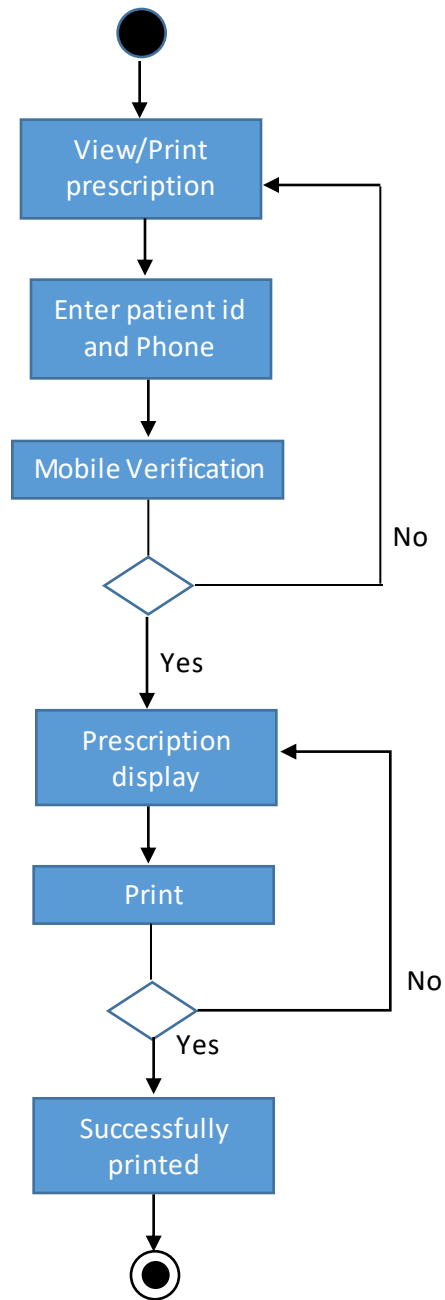 View/Print
prescription
Enter patient id
and Phone
Mobile Verification
No
Yes
Prescription
display
Print
No
Yes
Successfully
printed